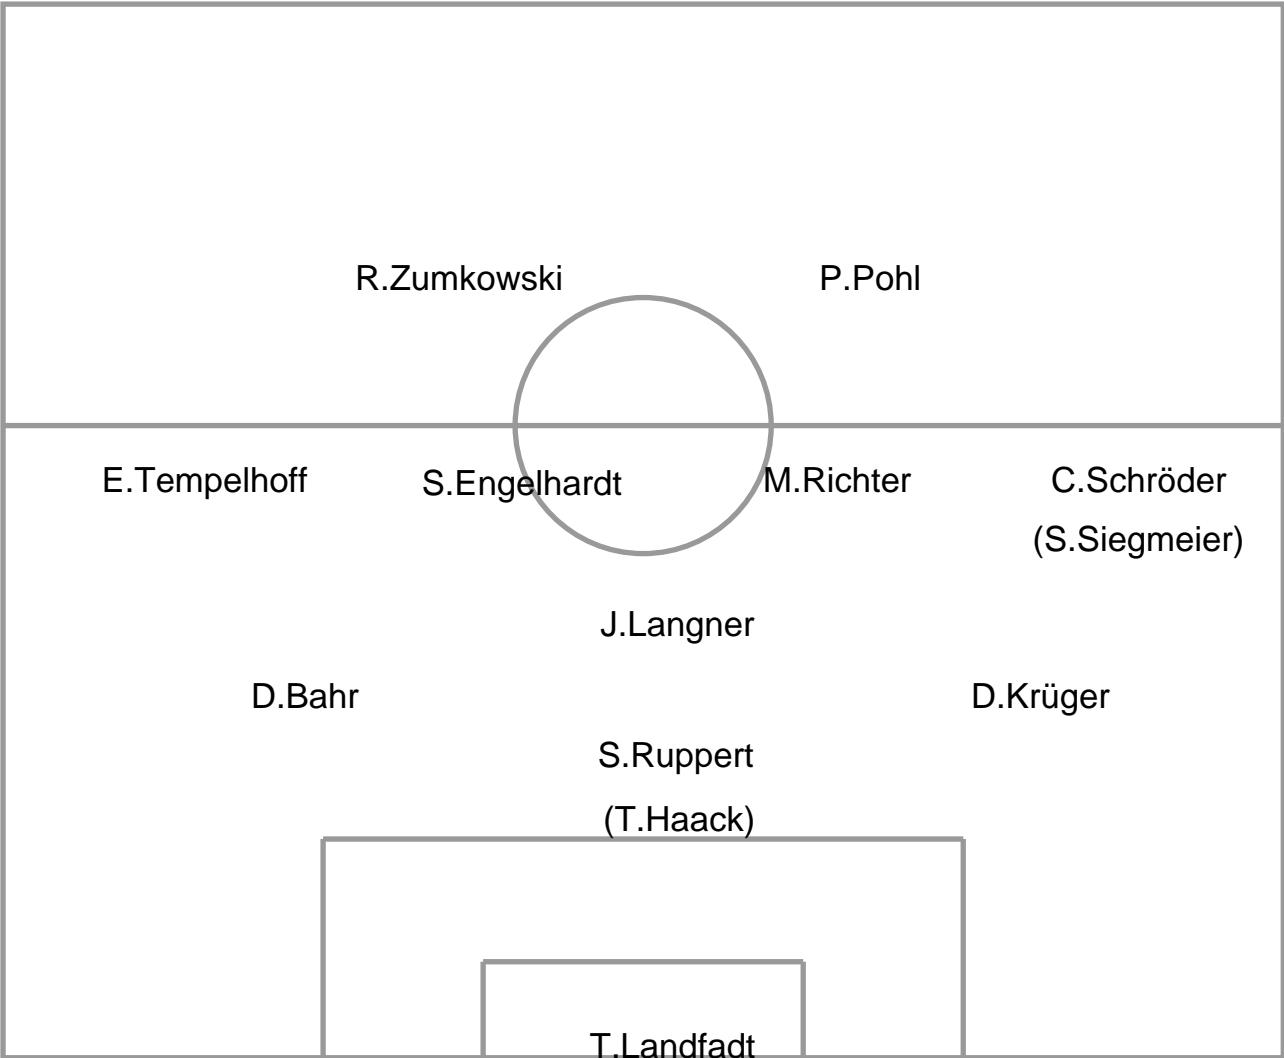 R.Zumkowski P.Pohl
E.Tempelhoff S.Engelhardt M.Richter C.Schröder
(S.Siegmeier)
J.Langner
D.Bahr D.Krüger
S.Ruppert
(T.Haack)
T.Landfadt